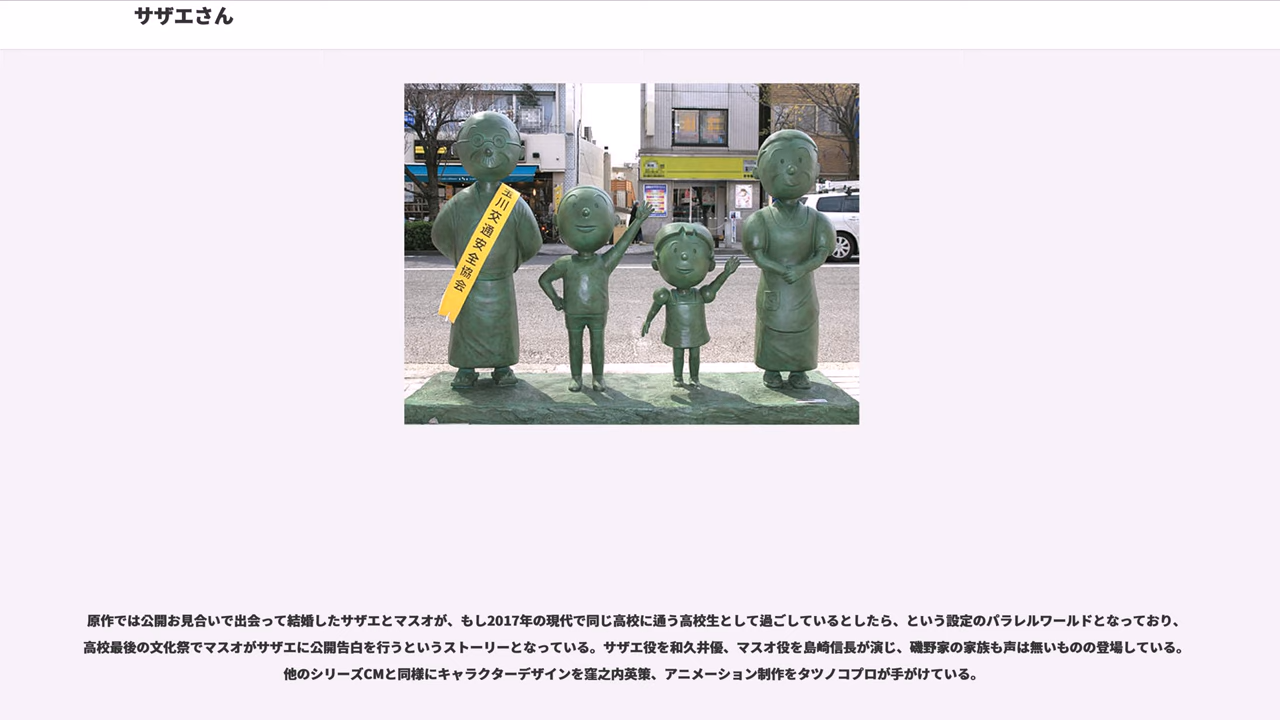 サザエさん
玉川交通安全協会
原作では公開お見合いで出会って結婚したサザエとマスオが、もし2017年の現代で同じ高校に通う高校生として過ごしているとしたら、という設定のパラレルワールドとなっており、
高校最後の文化祭でマスオがサザエに公開告白を行うというストーリーとなっている。サザエ役を和久井優、マスオ役を島﨑信長が演じ、磯野家の家族も声は無いものの登場している。
他のシリーズCMと同様にキャラクターデザインを窪之内英策、アニメーション制作をタツノコプロが手がけている。